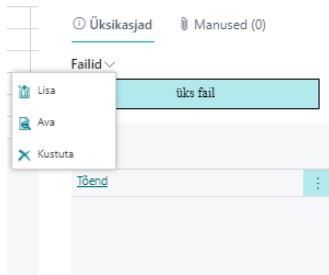 Üksikasjad Manused (0)
Failid
Lisa
üks fail
Ava
Kustuta
Tõend